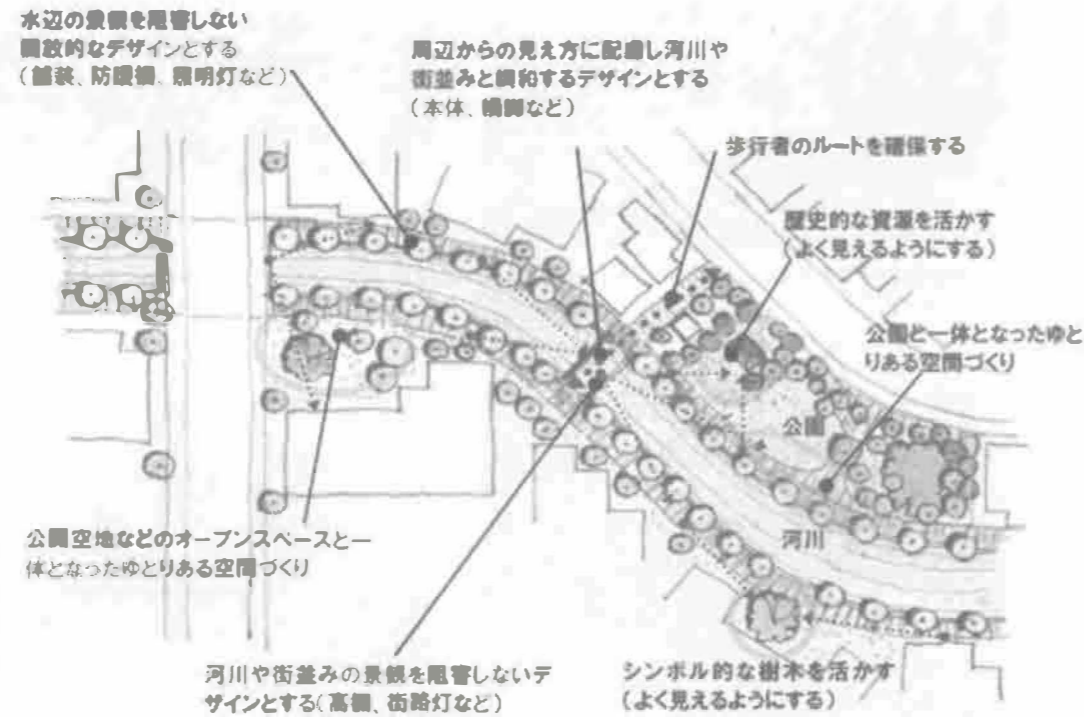 水辺の景観を阻害しない
開放的なデザインとする
(舗装、防護柵、照明灯など)
周辺からの見え方に配慮し河川や
街並みと調和するデザインとする
(本体、橋脚など)
歩行者のルートを確保する
歴史的な資源を活かす
(よく見えるようにする)
公園と一体となったゆと
りある空間づくり
公園
河川
公開空地などのオープンスペースと一
体となったゆとりある空間づくり
河川や街並みの景観を阻害しないデ
ザインとする(高欄、街路灯など)
シンボル的な樹木を活かす
(よく見えるようにする)